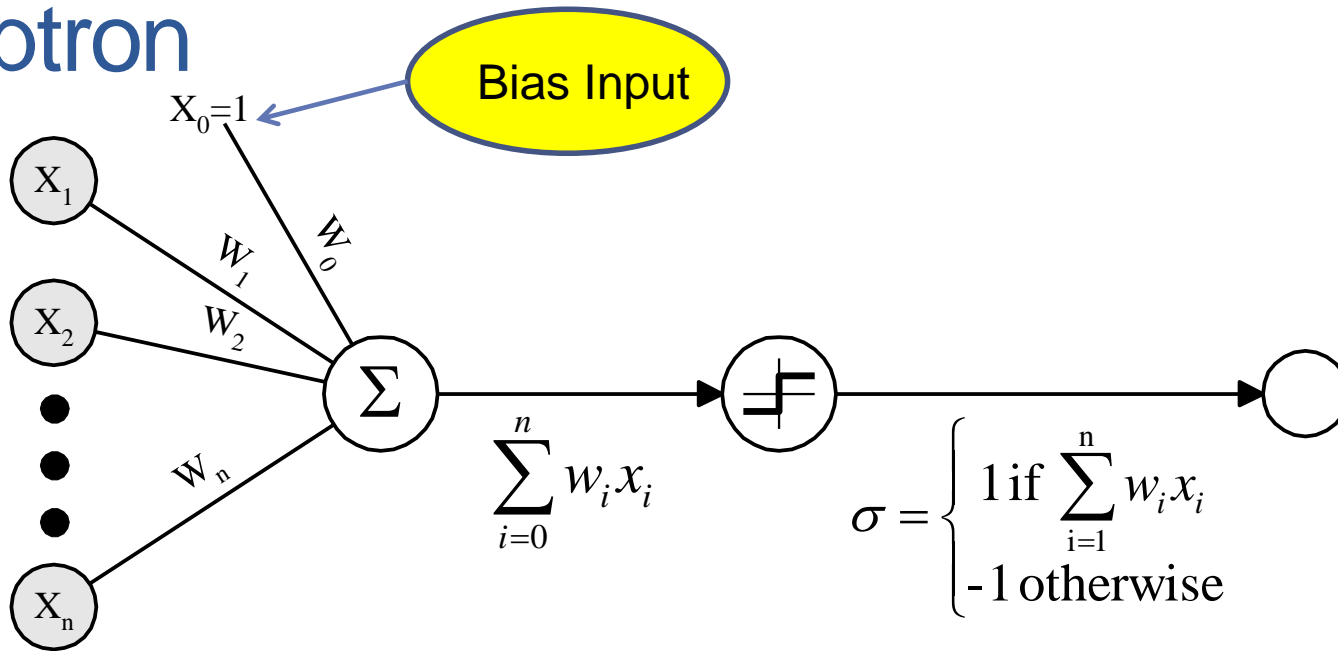 ptron
Bias Input
X₀=1
X₁
W₀
W₁
X₂
W₂
Σ
n
∑ wᵢxᵢ
i=0
n
σ = { 1 if ∑ wᵢxᵢ
i=1
-1 otherwise
Wₙ
Xₙ